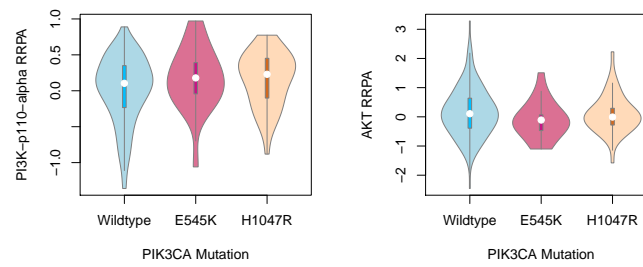 PI3K−p110−alpha RRPA
1.0
0.5
0.0
−1.0
Wildtype E545K H1047R
PIK3CA Mutation
AKT RRPA
3
2
1
0
−1
−2
Wildtype E545K H1047R
PIK3CA Mutation